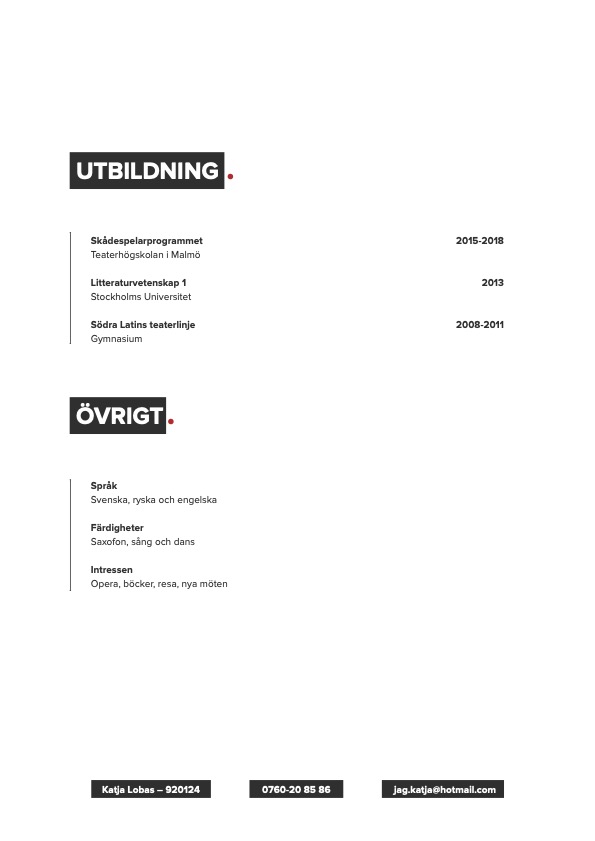 UTBILDNING.
Skådespelarprogrammet 2015-2018
Teaterhögskolan i Malmö
Litteraturvetenskap 1 2013
Stockholms Universitet
Södra Latins teaterlinje 2008-2011
Gymnasium
ÖVRIGT.
Språk
Svenska, ryska och engelska
Färdigheter
Saxofon, sång och dans
Intressen
Opera, böcker, resa, nya möten
Katja Lobas – 920124 0760-20 85 86 jag.katja@hotmail.com